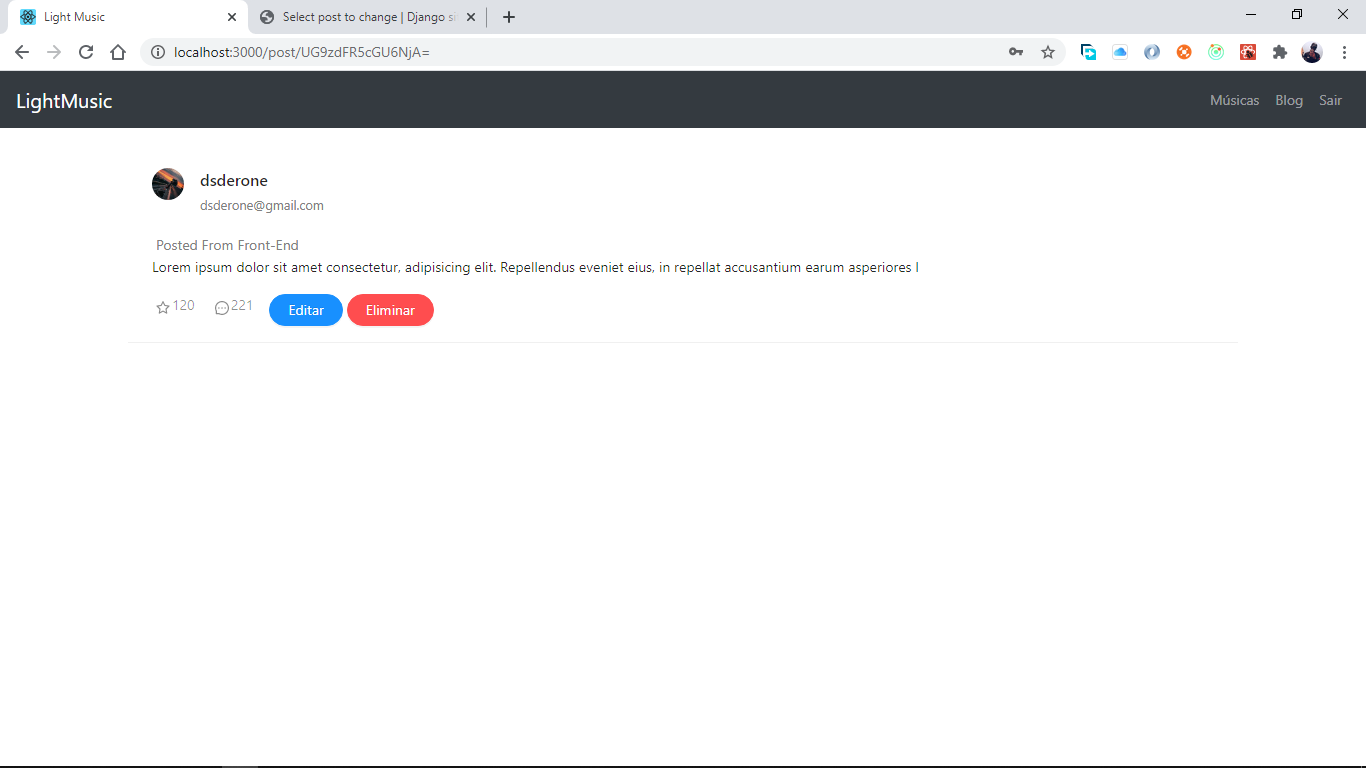 Light Music
Select post to change | Django si
localhost:3000/post/UG9zdFR5cGU6NjA=
LightMusic
Músicas Blog Sair
dsderone
dsderone@gmail.com
Posted From Front-End
Lorem ipsum dolor sit amet consectetur, adipisicing elit. Repellendus eveniet eius, in repellat accusantium earum asperiores l
120 221 Editar Eliminar